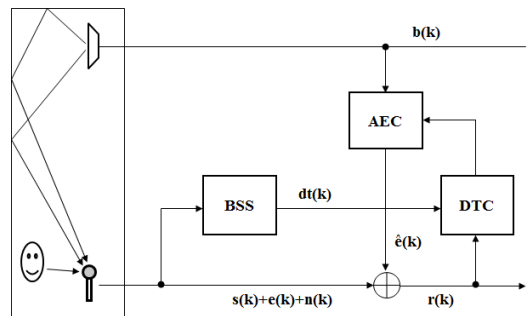 b(k)
AEC
BSS
dt(k)
DTC
ê(k)
s(k)+e(k)+n(k)
r(k)